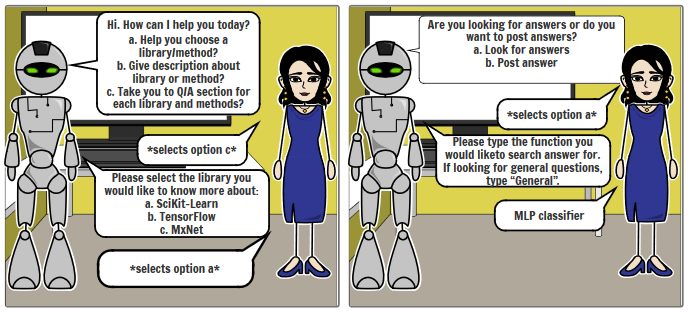 Hi. How can I help you today?
a. Help you choose a
library/method?
b. Give description about
library or method?
c. Take you to Q/A section for
each library and methods?
*selects option c*
Please select the library you
would like to know more about:
a. SciKit-Learn
b. TensorFlow
c. MxNet
*selects option a*
Are you looking for answers or do you
want to post answers?
a. Look for answers
b. Post answer
*selects option a*
Please type the function you
would liketo search answer for.
If looking for general questions,
type “General”.
MLP classifier